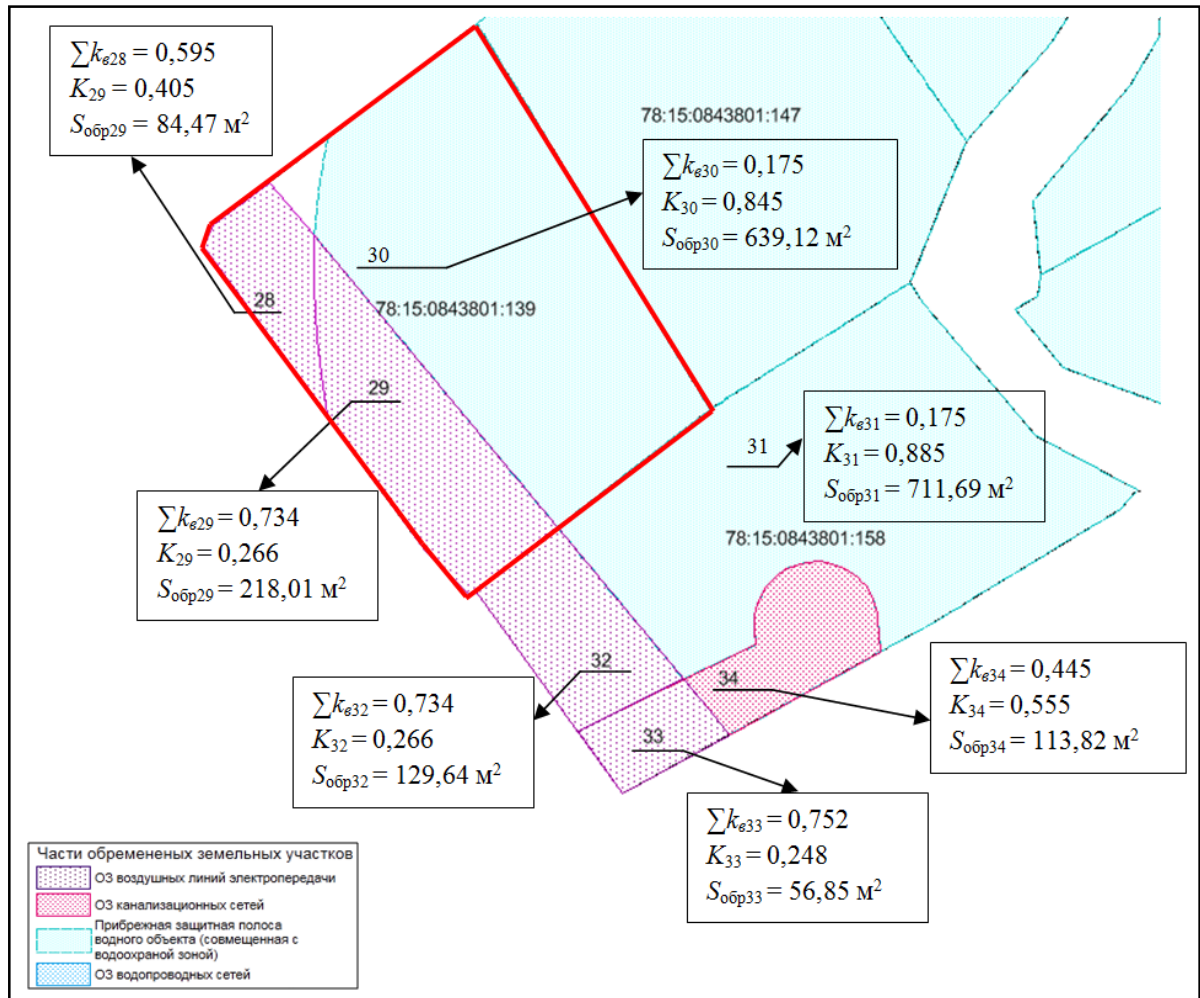 ∑kв28 = 0,595
K29 = 0,405
Sобр29 = 84,47 м²
78:15:0843801:147
∑kв30 = 0,175
K30 = 0,845
Sобр30 = 639,12 м²
30
28
78:15:0843801:139
29
∑kв31 = 0,175
K31 = 0,885
Sобр31 = 711,69 м²
31
∑kв29 = 0,734
K29 = 0,266
Sобр29 = 218,01 м²
78:15:0843801:158
32
34
∑kв34 = 0,445
K34 = 0,555
Sобр34 = 113,82 м²
∑kв32 = 0,734
K32 = 0,266
Sобр32 = 129,64 м²
33
∑kв33 = 0,752
K33 = 0,248
Sобр33 = 56,85 м²
Части обремененых земельных участков
ОЗ воздушных линий электропередачи
ОЗ канализационных сетей
Прибрежная защитная полоса
водного объекта (совмещенная с
водоохраной зоной)
ОЗ водопроводных сетей